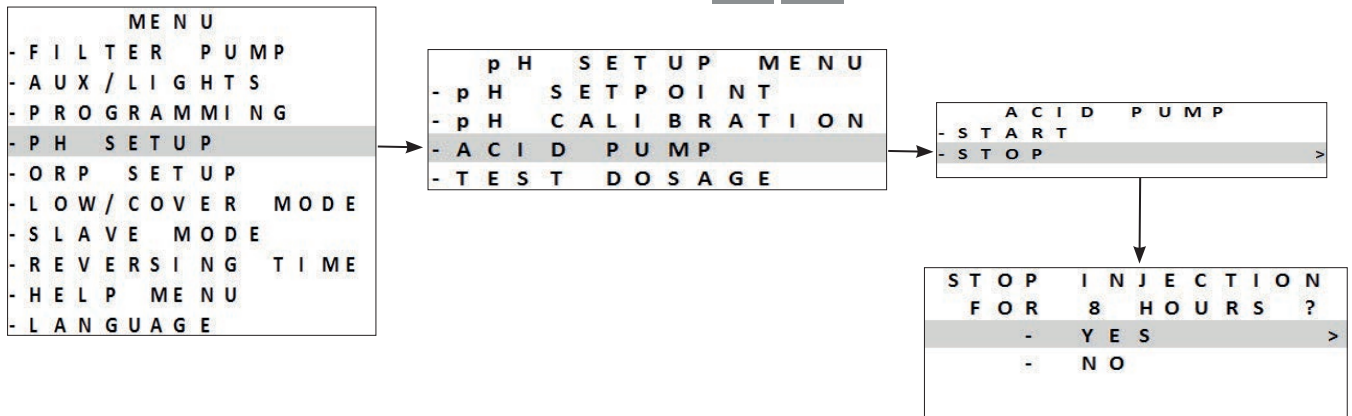 MENU
- FILTER PUMP
- AUX/LIGHTS
- PROGRAMMING
- PH SETUP
- ORP SETUP
- LOW/COVER MODE
- SLAVE MODE
- REVERSING TIME
- HELP MENU
- LANGUAGE
pH SETUP MENU
- pH SETPOINT
- pH CALIBRATION
- ACID PUMP
- TEST DOSAGE
ACID PUMP
- START
- STOP >
STOP INJECTION
FOR 8 HOURS ?
- YES >
- NO